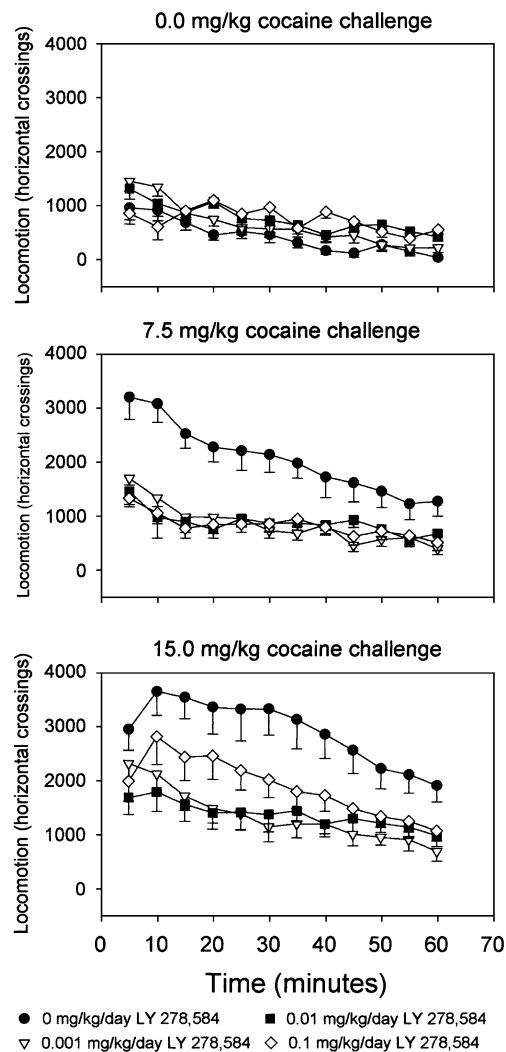 0.0 mg/kg cocaine challenge
Locomotion (horizontal crossings)
4000
3000
2000
1000
0
7.5 mg/kg cocaine challenge
Locomotion (horizontal crossings)
4000
3000
2000
1000
0
15.0 mg/kg cocaine challenge
Locomotion (horizontal crossings)
4000
3000
2000
1000
0
0 10 20 30 40 50 60 70
Time (minutes)
0 mg/kg/day LY 278,584 0.01 mg/kg/day LY 278,584
0.001 mg/kg/day LY 278,584 0.1 mg/kg/day LY 278,584